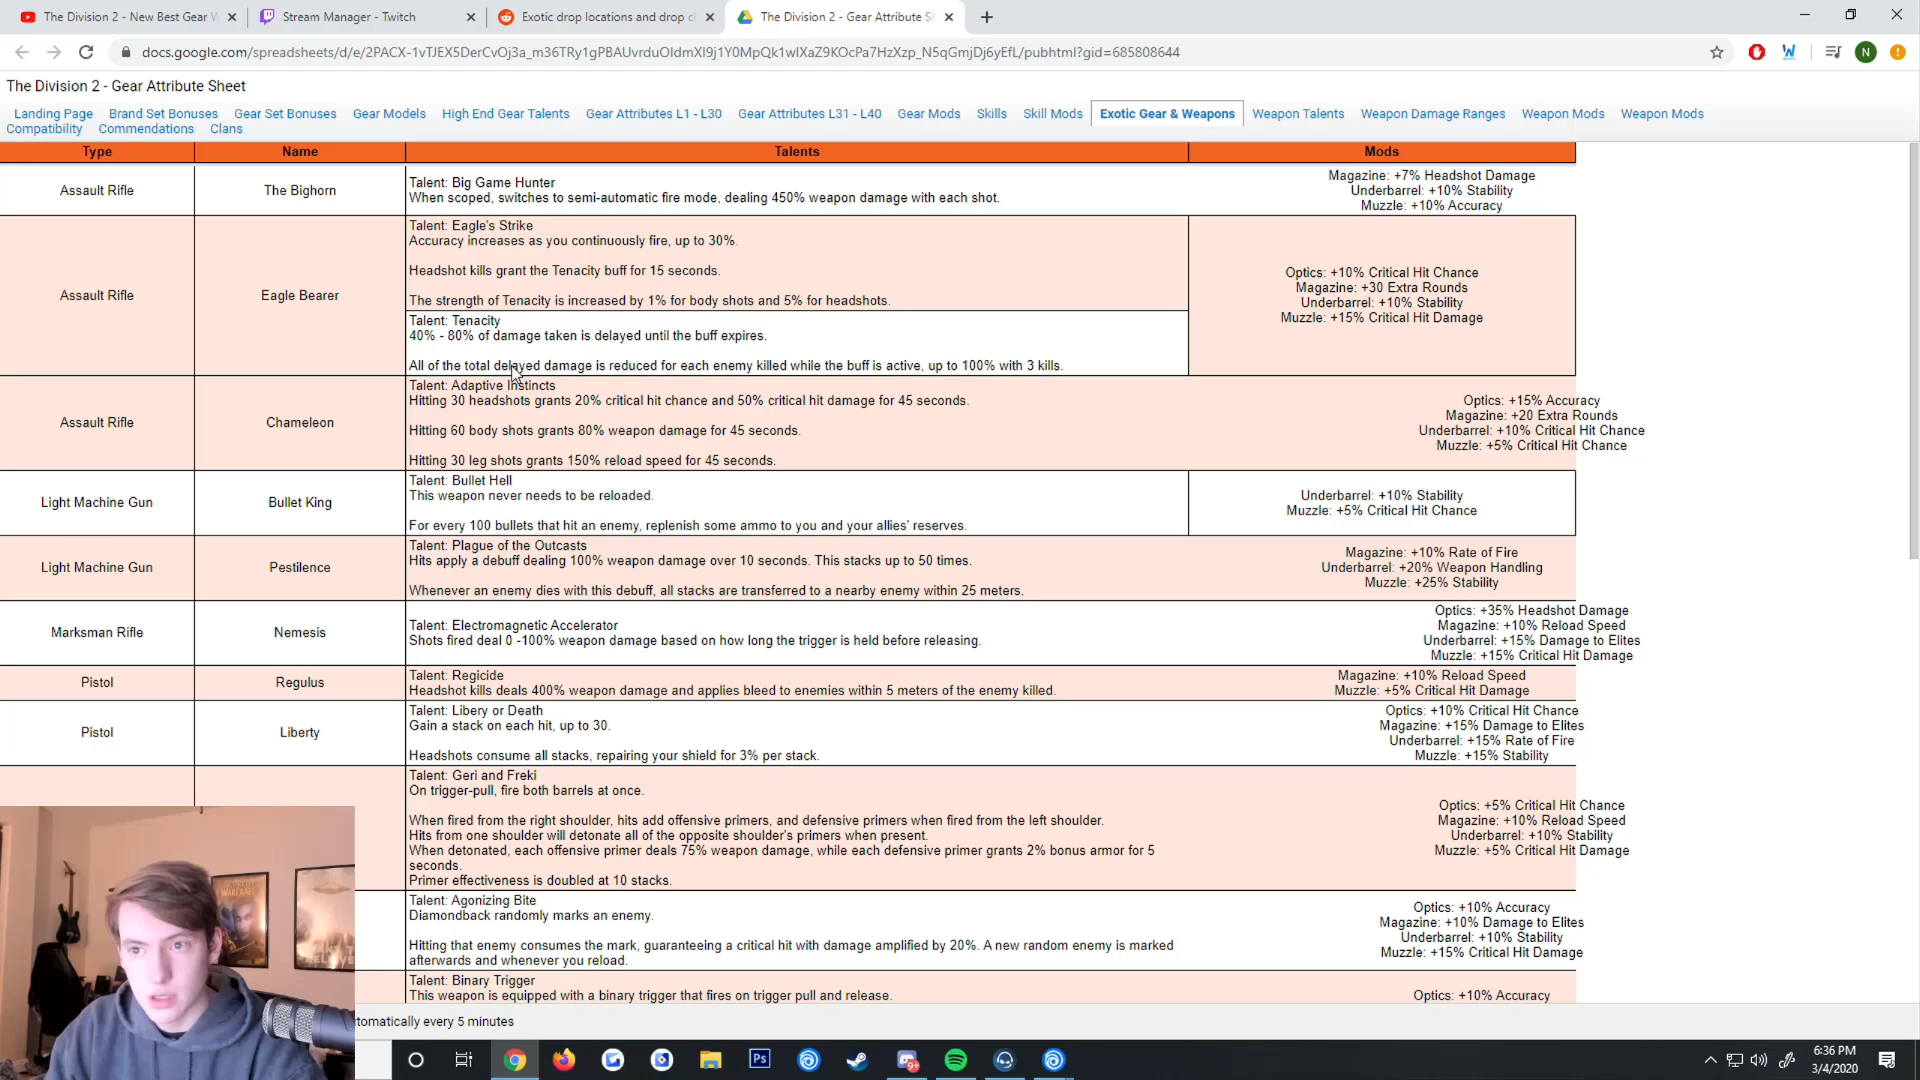 The Division 2 - New Best Gear
Stream Manager - Twitch
Exotic drop locations and drop c
The Division 2 - Gear Attribute S
docs.google.com/spreadsheets/d/e/2PACX-1vTJEX5DerCvOj3a_m36TRy1gPBAUvrduOIdmXI9j1Y0MpQk1wIXaZ9KOcPa7HzXzp_N5qGmjDj6yEfL/pubhtml?gid=685808644
N
The Division 2 - Gear Attribute Sheet
Landing Page Brand Set Bonuses Gear Set Bonuses Gear Models High End Gear Talents Gear Attributes L1 - L30 Gear Attributes L31 - L40 Gear Mods Skills Skill Mods Exotic Gear & Weapons Weapon Talents Weapon Damage Ranges Weapon Mods Weapon Mods
Compatibility Commendations Clans
Type Name Talents Mods
Assault Rifle
The Bighorn
Talent: Big Game Hunter
When scoped, switches to semi-automatic fire mode, dealing 450% weapon damage with each shot.
Magazine: +7% Headshot Damage
Underbarrel: +10% Stability
Muzzle: +10% Accuracy
Assault Rifle
Eagle Bearer
Talent: Eagle's Strike
Accuracy increases as you continuously fire, up to 30%.
Headshot kills grant the Tenacity buff for 15 seconds.
The strength of Tenacity is increased by 1% for body shots and 5% for headshots.
Talent: Tenacity
40% - 80% of damage taken is delayed until the buff expires.
All of the total delayed damage is reduced for each enemy killed while the buff is active, up to 100% with 3 kills.
Optics: +10% Critical Hit Chance
Magazine: +30 Extra Rounds
Underbarrel: +10% Stability
Muzzle: +15% Critical Hit Damage
Assault Rifle
Chameleon
Talent: Adaptive Instincts
Hitting 30 headshots grants 20% critical hit chance and 50% critical hit damage for 45 seconds.
Hitting 60 body shots grants 80% weapon damage for 45 seconds.
Hitting 30 leg shots grants 150% reload speed for 45 seconds.
Optics: +15% Accuracy
Magazine: +20 Extra Rounds
Underbarrel: +10% Critical Hit Chance
Muzzle: +5% Critical Hit Chance
Light Machine Gun
Bullet King
Talent: Bullet Hell
This weapon never needs to be reloaded.
For every 100 bullets that hit an enemy, replenish some ammo to you and your allies' reserves.
Underbarrel: +10% Stability
Muzzle: +5% Critical Hit Chance
Light Machine Gun
Pestilence
Talent: Plague of the Outcasts
Hits apply a debuff dealing 100% weapon damage over 10 seconds. This stacks up to 50 times.
Whenever an enemy dies with this debuff, all stacks are transferred to a nearby enemy within 25 meters.
Magazine: +10% Rate of Fire
Underbarrel: +20% Weapon Handling
Muzzle: +25% Stability
Marksman Rifle
Nemesis
Talent: Electromagnetic Accelerator
Shots fired deal 0 -100% weapon damage based on how long the trigger is held before releasing.
Optics: +35% Headshot Damage
Magazine: +10% Reload Speed
Underbarrel: +15% Damage to Elites
Muzzle: +15% Critical Hit Damage
Pistol
Regulus
Talent: Regicide
Headshot kills deals 400% weapon damage and applies bleed to enemies within 5 meters of the enemy killed.
Magazine: +10% Reload Speed
Muzzle: +5% Critical Hit Damage
Pistol
Liberty
Talent: Libery or Death
Gain a stack on each hit, up to 30.
Headshots consume all stacks, repairing your shield for 3% per stack.
Optics: +10% Critical Hit Chance
Magazine: +15% Damage to Elites
Underbarrel: +15% Rate of Fire
Muzzle: +15% Stability
Talent: Geri and Freki
On trigger-pull, fire both barrels at once.
When fired from the right shoulder, hits add offensive primers, and defensive primers when fired from the left shoulder.
Hits from one shoulder will detonate all of the opposite shoulder's primers when present.
When detonated, each offensive primer deals 75% weapon damage, while each defensive primer grants 2% bonus armor for 5
seconds.
Primer effectiveness is doubled at 10 stacks.
Optics: +5% Critical Hit Chance
Magazine: +10% Reload Speed
Underbarrel: +10% Stability
Muzzle: +5% Critical Hit Damage
Talent: Agonizing Bite
Diamondback randomly marks an enemy.
Hitting that enemy consumes the mark, guaranteeing a critical hit with damage amplified by 20%. A new random enemy is marked
afterwards and whenever you reload.
Optics: +10% Accuracy
Magazine: +10% Damage to Elites
Underbarrel: +10% Stability
Muzzle: +15% Critical Hit Damage
Talent: Binary Trigger
This weapon is equipped with a binary trigger that fires on trigger pull and release.
Optics: +10% Accuracy
tomatically every 5 minutes
WARCRAFT
Ps
9+
6:36 PM
3/4/2020